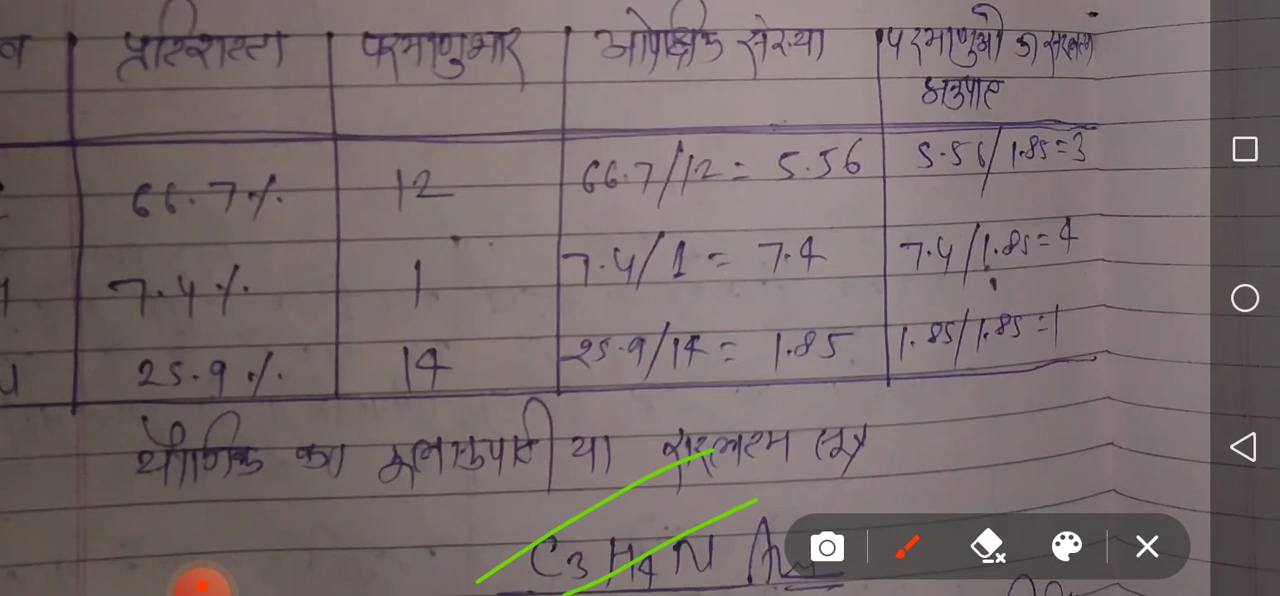 व प्रतिशतता परमाणुभार आपेक्षिक संख्या परमाणुओ का सरलतम
अनुपात
66.7% 12 66.7/12 = 5.56 5.56/1.85=3
7.4% 1 7.4/1 = 7.4 7.4/1.85=4
25.9% 14 25.9/14 = 1.85 1.85/1.85=1
यौगिक का मूलानुपाती या सरलतम सूत्र
C3H4N Ans